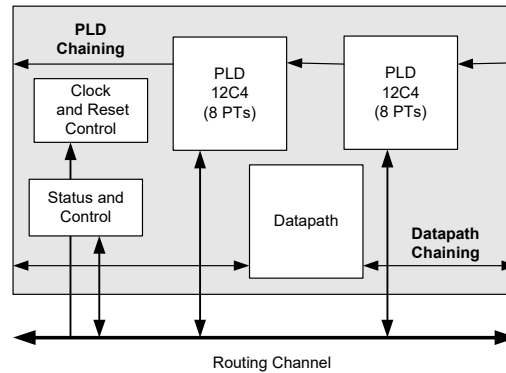 PLD
Chaining
PLD
12C4
(8 PTs)
PLD
12C4
(8 PTs)
Clock
and Reset
Control
Status and
Control
Datapath
Datapath
Chaining
Routing Channel